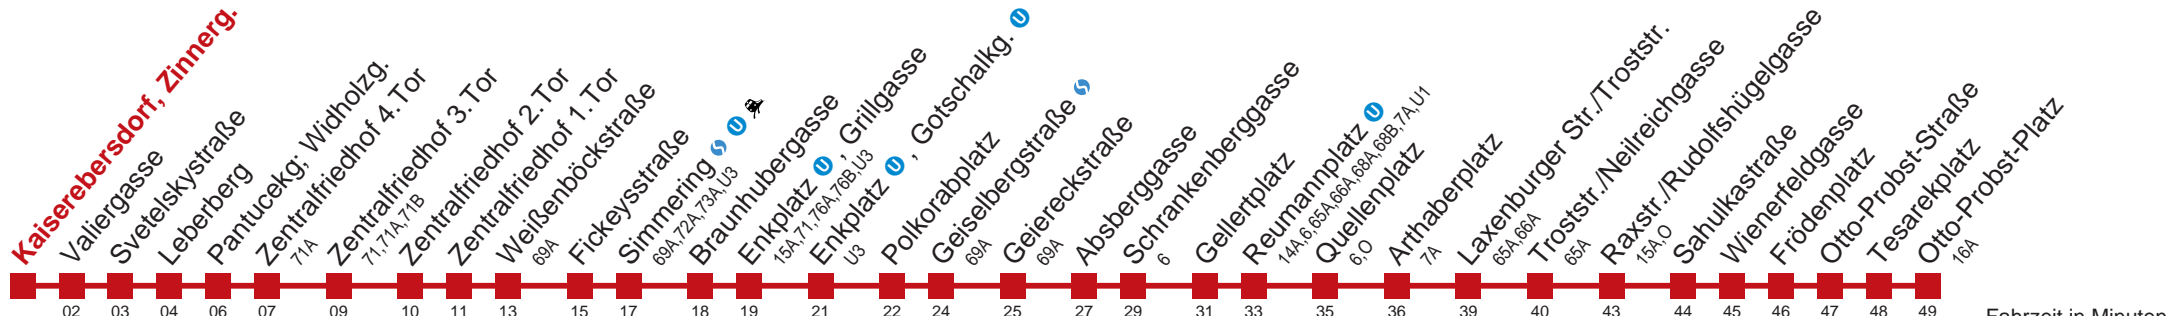 Kaiserebersdorf, Zinnerg.
Valiergasse
Svetelskystraße
Leberberg
Pantucekg; Widholzg.
Zentralfriedhof 4.Tor
71A
Zentralfriedhof 3.Tor
71,71A,71B
Zentralfriedhof 2.Tor
Zentralfriedhof 1.Tor
Weißenböckstraße
69A
Fickeysstraße
Simmering S U
69A,72A,73A,U3
Braunhubergasse
Enkplatz U , Grillgasse
15A,71,76A,76B,U3
Enkplatz U , Gotschalkg. U
U3
Polkorabplatz
Geiselbergstraße S
69A
Geiereckstraße
69A
Absberggasse
Schrankenberggasse
6
Gellertplatz
Reumannplatz U
14A,6,65A,66A,68A,68B,7A,U1
Quellenplatz
6,O
Arthaberplatz
7A
Laxenburger Str./Troststr.
65A,66A
Troststr./Neilreichgasse
65A
Raxstr./Rudolfshügelgasse
15A,O
Sahulkastraße
Wienerfeldgasse
Frödenplatz
Otto-Probst-Straße
Tesarekplatz
Otto-Probst-Platz
16A
02 03 04 06 07 09 10 11 13 15 17 18 19 21 22 24 25 27 29 31 33 35 36 39 40 43 44 45 46 47 48 49 Fahrzeit in Minuten